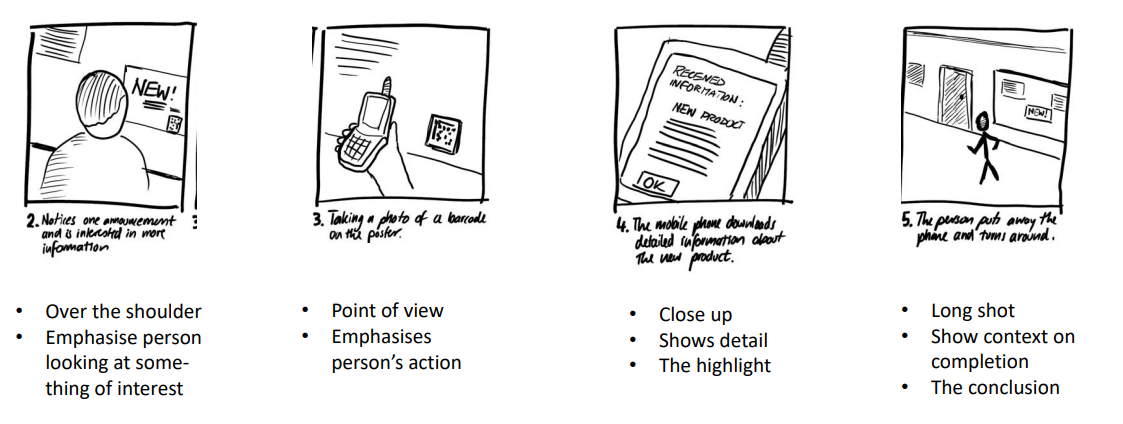 NEW!
2. Notices one announcement
and is interested in more
information
• Over the shoulder
• Emphasise person
looking at some-
thing of interest
3. Taking a photo of a barcode
on the poster.
• Point of view
• Emphasises
person's action
RECEIVED
INFORMATION:
NEW PRODUCT
OK
4. The mobile phone downloads
detailed information about
the new product.
• Close up
• Shows detail
• The highlight
NEW!
5. The person puts away the
phone and turns around.
• Long shot
• Show context on
completion
• The conclusion